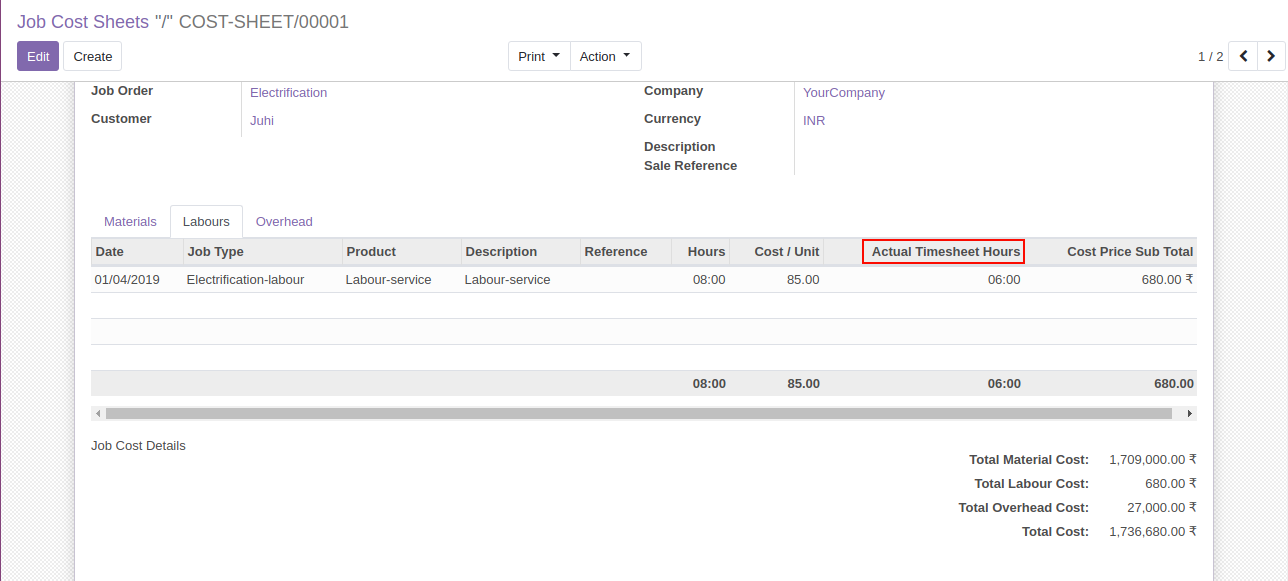 Job Cost Sheets "/" COST-SHEET/00001
Edit Create Print Action 1 / 2
Job Order Electrification Company YourCompany
Customer Juhi Currency INR
Description
Sale Reference
Materials Labours Overhead
Date Job Type Product Description Reference Hours Cost / Unit Actual Timesheet Hours Cost Price Sub Total
01/04/2019 Electrification-labour Labour-service Labour-service 08:00 85.00 06:00 680.00 ₹
08:00 85.00 06:00 680.00
Job Cost Details
Total Material Cost: 1,709,000.00 ₹
Total Labour Cost: 680.00 ₹
Total Overhead Cost: 27,000.00 ₹
Total Cost: 1,736,680.00 ₹